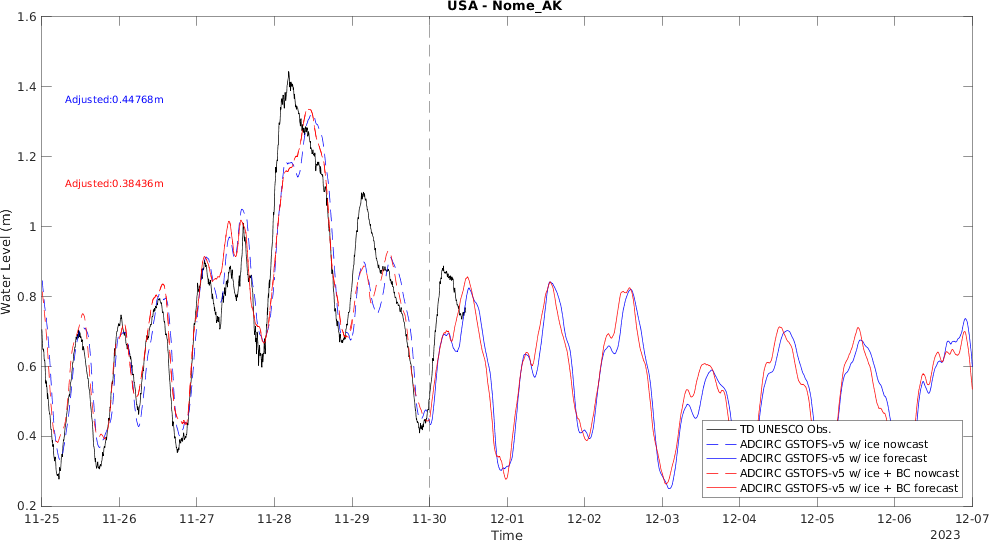 USA - Nome_AK
1.6
1.4
Adjusted:0.44768m
1.2
Adjusted:0.38436m
1
Water Level (m)
0.8
0.6
0.4
0.2
TD UNESCO Obs.
ADCIRC GSTOFS-v5 w/ ice nowcast
ADCIRC GSTOFS-v5 w/ ice forecast
ADCIRC GSTOFS-v5 w/ ice + BC nowcast
ADCIRC GSTOFS-v5 w/ ice + BC forecast
11-25 11-26 11-27 11-28 11-29 11-30 12-01 12-02 12-03 12-04 12-05 12-06 12-07
Time
2023